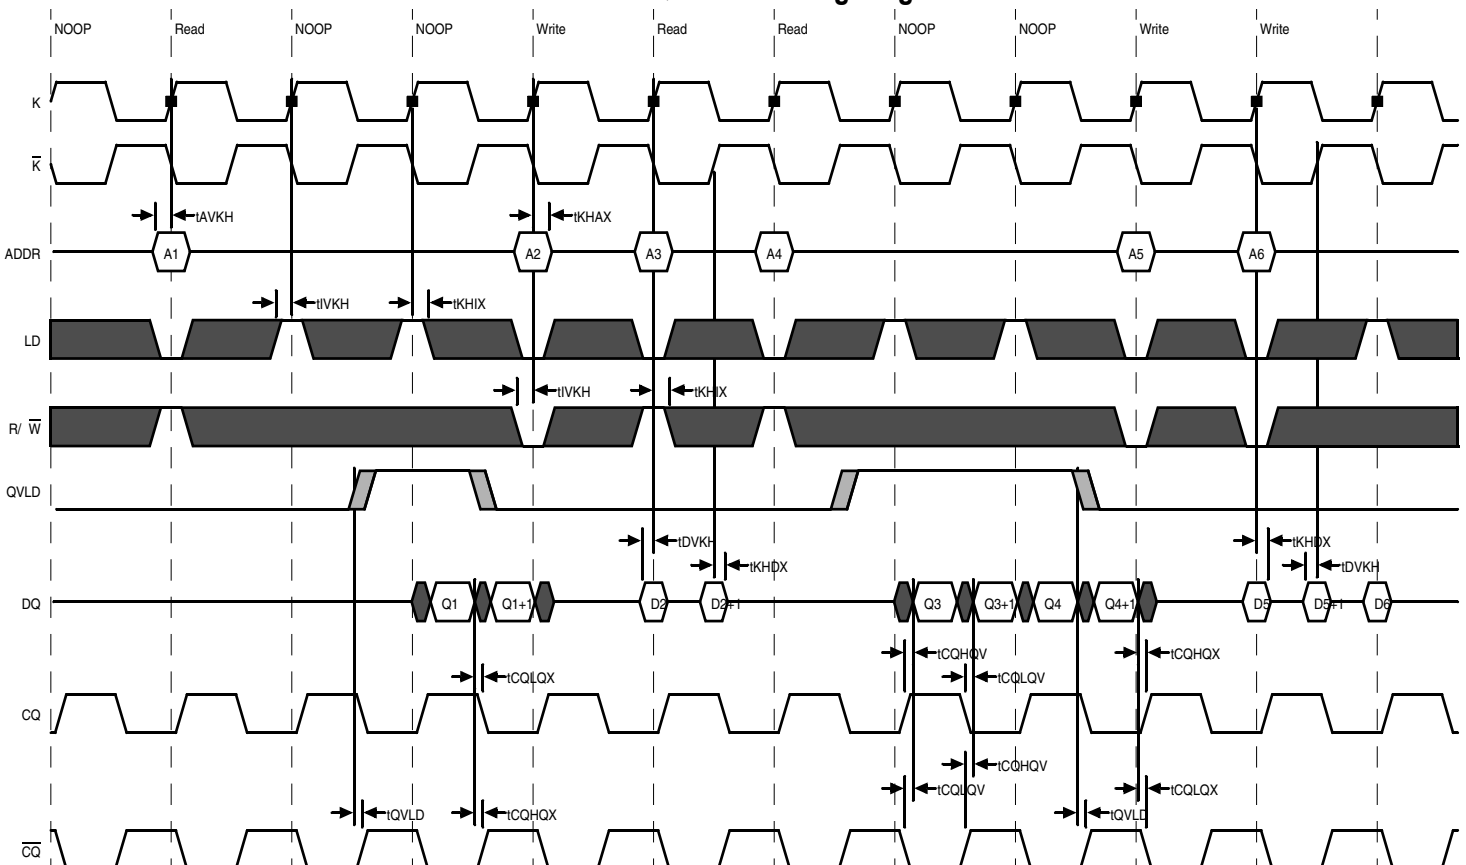 NOOP Read NOOP NOOP Write Read Read NOOP NOOP Write Write
K
K̅
tAVKH tKHAX
ADDR A1 A2 A3 A4 A5 A6
tIVKH tKHIX
LD
tIVKH tKHIX
R/ W̅
QVLD
tDVKH tKHDX
tKHDX tDVKH
DQ Q1 Q1+1 D2 D2+1 Q3 Q3+1 Q4 Q4+1 D5 D5+1 D6
tCQHQV tCQHQX
tCQLQX tCQLQV
CQ
tCQHQV
tCQLQV tCQLQX
tQVLD tCQHQX tQVLD
C̅Q̅